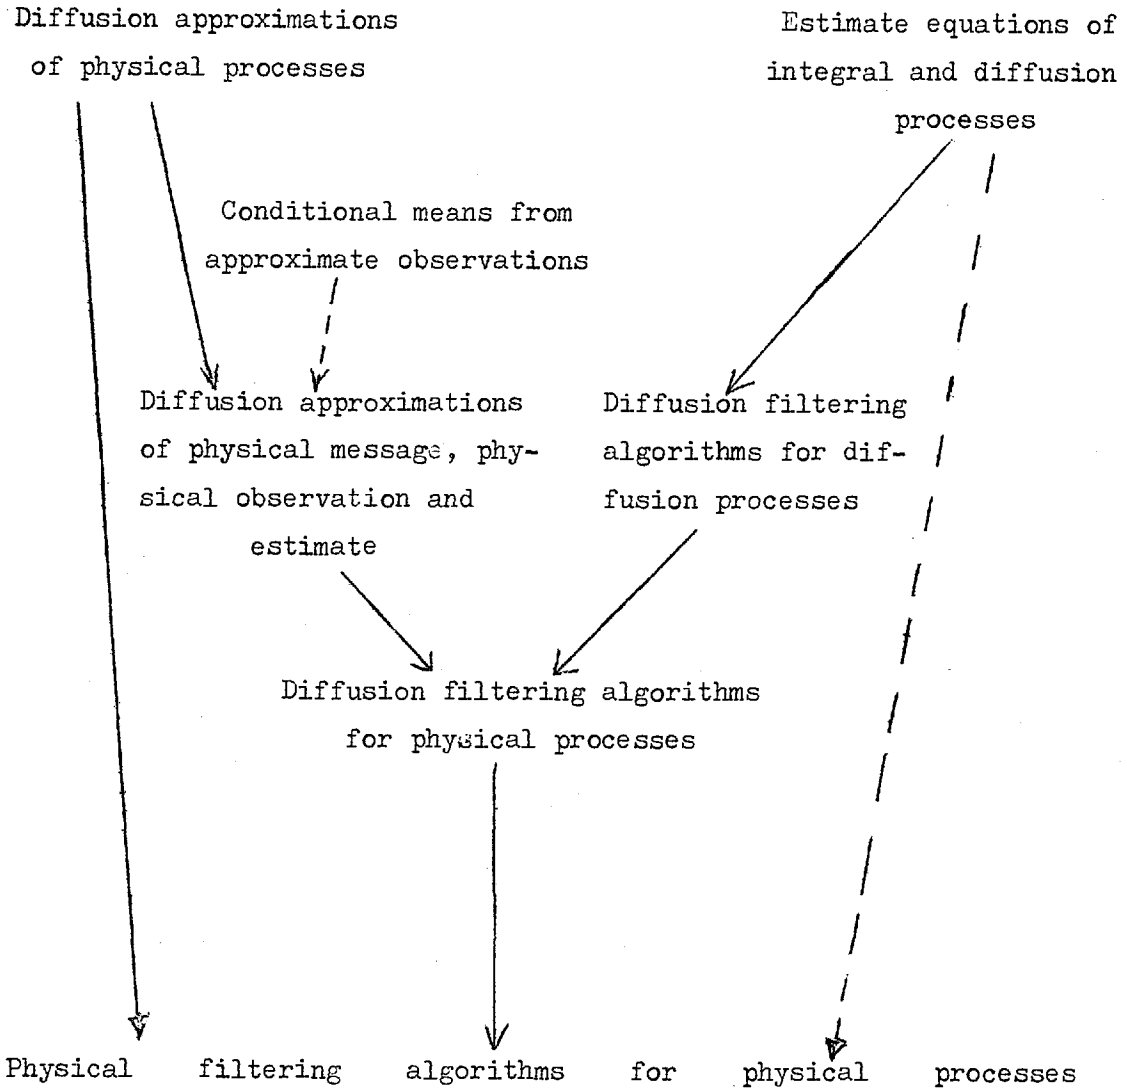 Diffusion approximations
of physical processes
Estimate equations of
integral and diffusion
processes
Conditional means from
approximate observations
Diffusion approximations
of physical message, phy-
sical observation and
estimate
Diffusion filtering
algorithms for dif-
fusion processes
Diffusion filtering algorithms
for physical processes
Physical filtering algorithms for physical processes